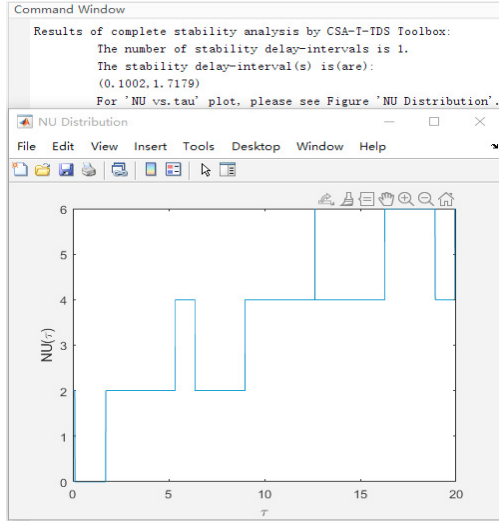 Command Window
Results of complete stability analysis by CSA-T-TDS Toolbox:
The number of stability delay-intervals is 1.
The stability delay-interval(s) is(are):
(0.1002,1.7179)
For 'NU vs.tau' plot, please see Figure 'NU Distribution'.
NU Distribution
File Edit View Insert Tools Desktop Window Help
6
5
4
3
2
1
0
NU(τ)
0 5 10 15 20
τ